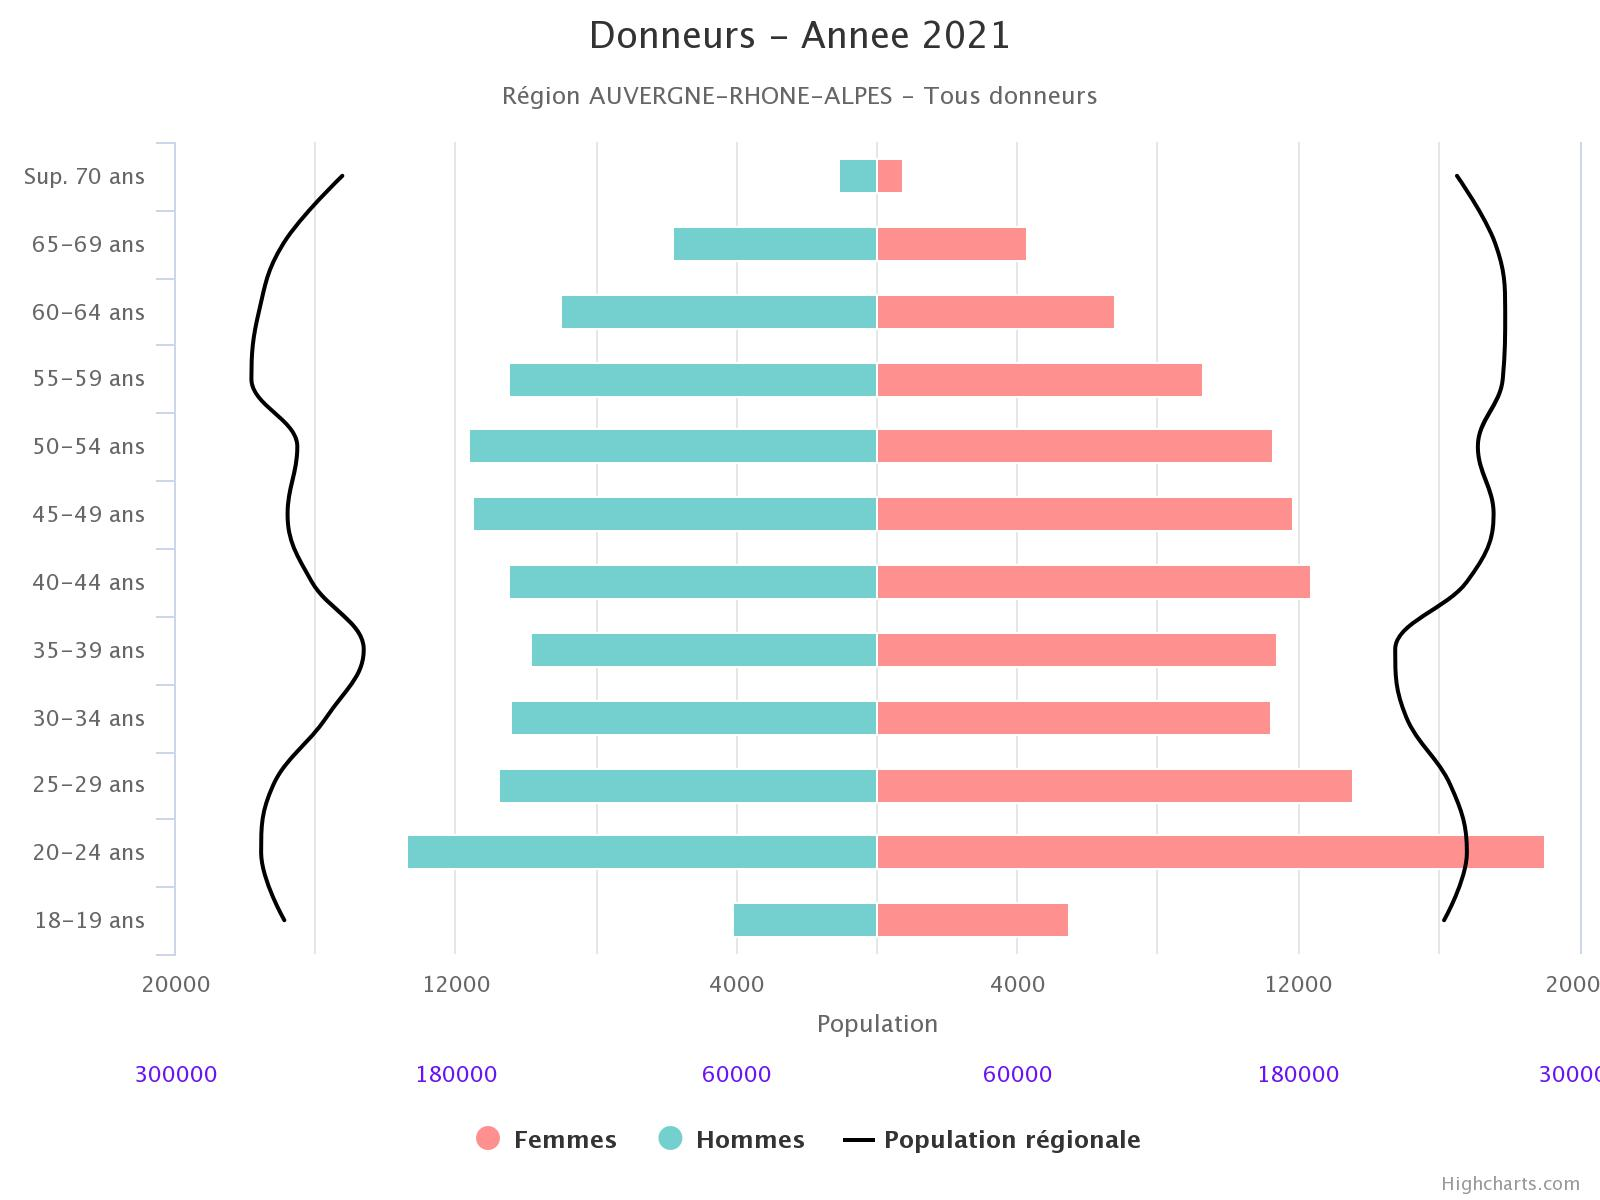 Donneurs - Annee 2021
Région AUVERGNE-RHONE-ALPES - Tous donneurs
Sup. 70 ans
65-69 ans
60-64 ans
55-59 ans
50-54 ans
45-49 ans
40-44 ans
35-39 ans
30-34 ans
25-29 ans
20-24 ans
18-19 ans
20000 12000 4000 4000 12000 2000
Population
300000 180000 60000 60000 180000 3000
Femmes Hommes Population régionale
Highcharts.com